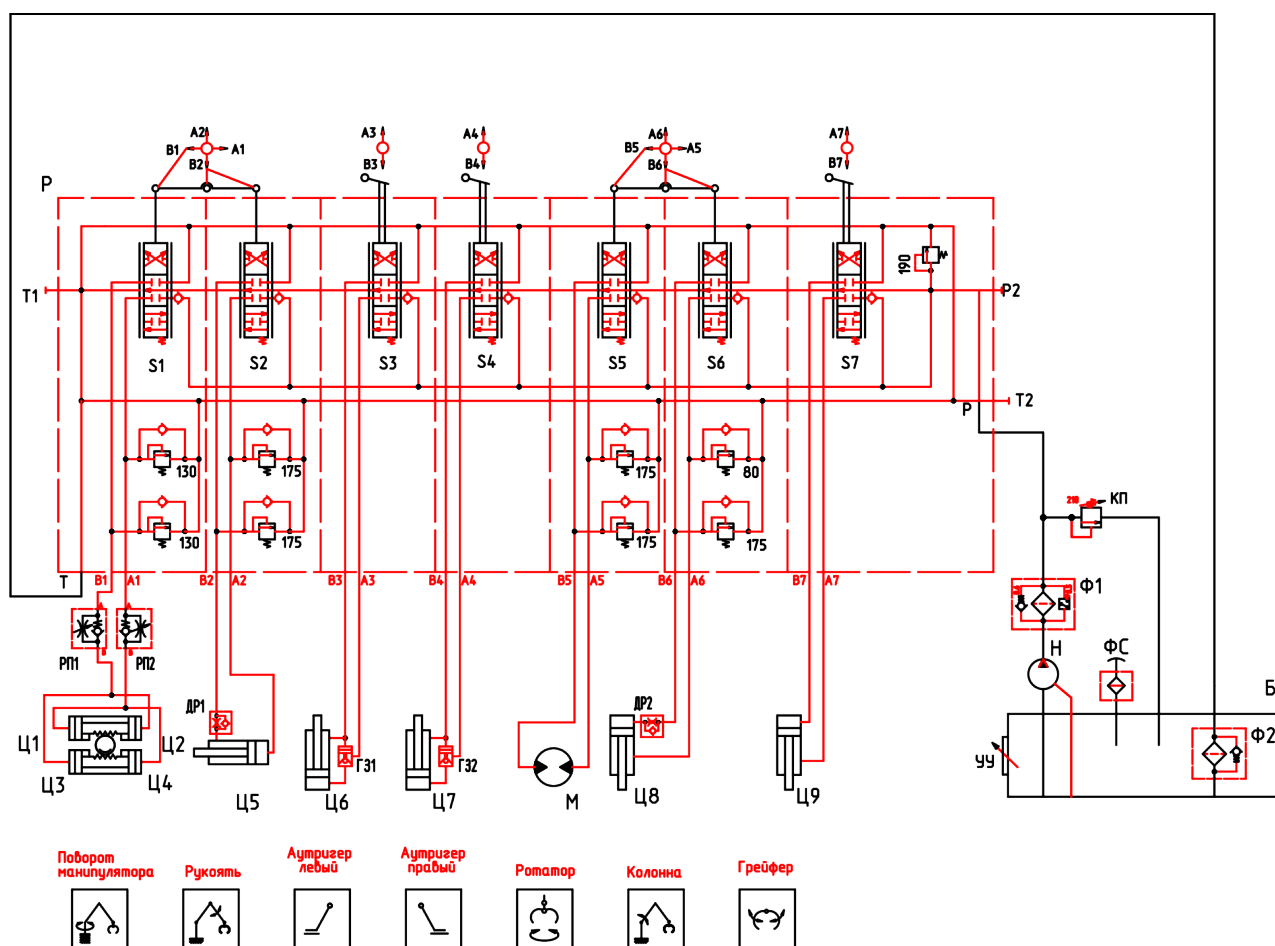 A2
B1
A1
B2
A3
B3
A4
B4
A6
B5
A5
B6
A7
B7
P
190
T1
P2
S1
S2
S3
S4
S5
S6
S7
P
T2
130
175
175
80
130
175
175
175
210
КП
T
B1
A1
B2
A2
B3
A3
B4
A4
B5
A5
B6
A6
B7
A7
A
A
Ф1
РП1
B
B
РП2
Н
ФС
Б
ДР1
ДР2
Ц1
Ц2
Ф2
Ц3
Ц4
Ц5
ГЗ1
Ц6
ГЗ2
Ц7
М
Ц8
Ц9
УУ
Поворот
манипулятора
Рукоять
Аутригер
левый
Аутригер
правый
Ротатор
Колонна
Грейфер